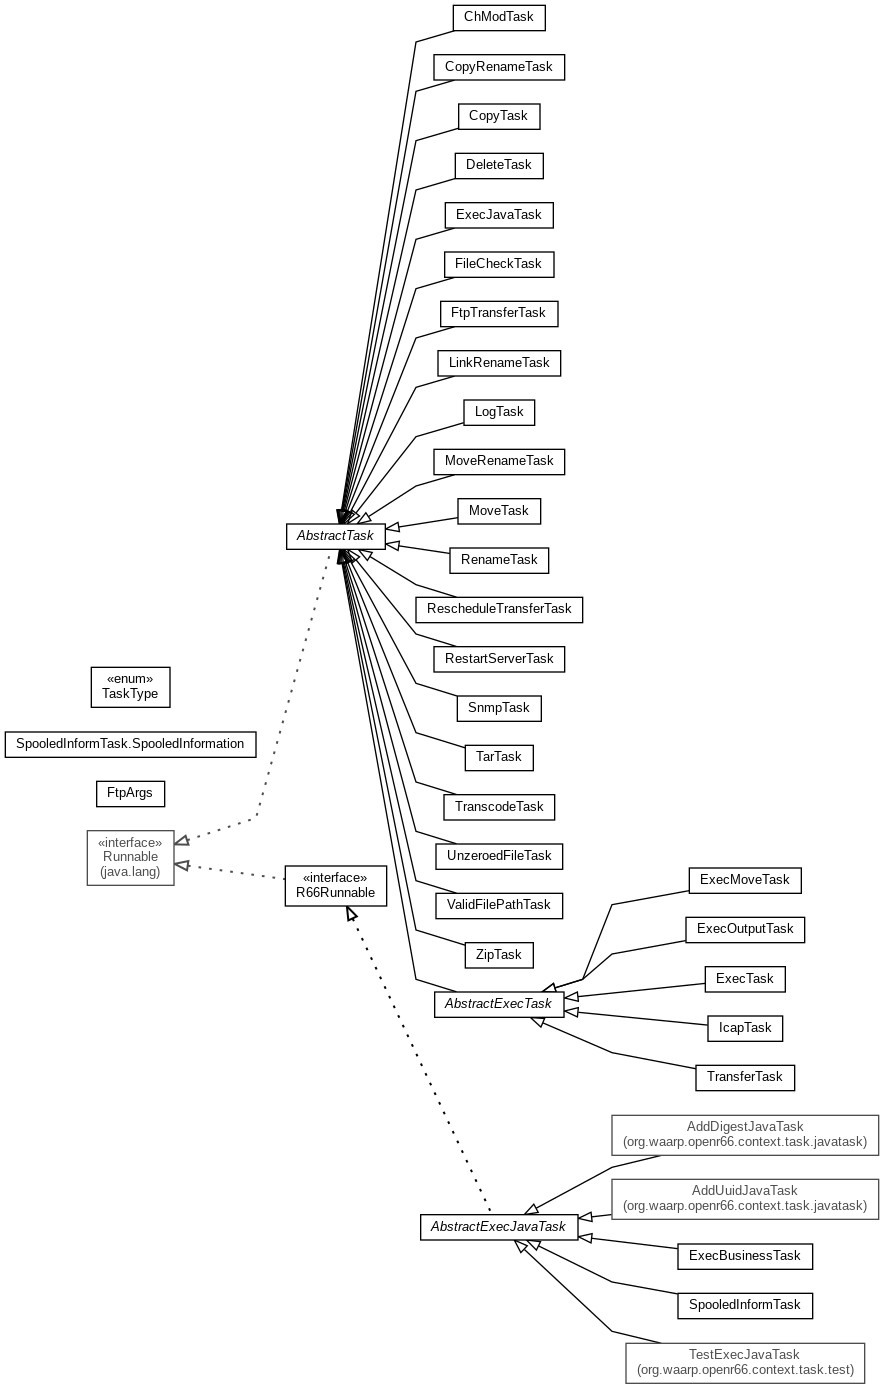 ChModTask
CopyRenameTask
CopyTask
DeleteTask
ExecJavaTask
FileCheckTask
FtpTransferTask
LinkRenameTask
LogTask
MoveRenameTask
MoveTask
AbstractTask
RenameTask
RescheduleTransferTask
RestartServerTask
«enum»
TaskType
SnmpTask
SpooledInformTask.SpooledInformation
TarTask
FtpArgs
TranscodeTask
«interface»
Runnable
(java.lang)
UnzeroedFileTask
«interface»
R66Runnable
ValidFilePathTask
ZipTask
AbstractExecTask
ExecMoveTask
ExecOutputTask
ExecTask
IcapTask
TransferTask
AddDigestJavaTask
(org.waarp.openr66.context.task.javatask)
AddUuidJavaTask
(org.waarp.openr66.context.task.javatask)
AbstractExecJavaTask
ExecBusinessTask
SpooledInformTask
TestExecJavaTask
(org.waarp.openr66.context.task.test)